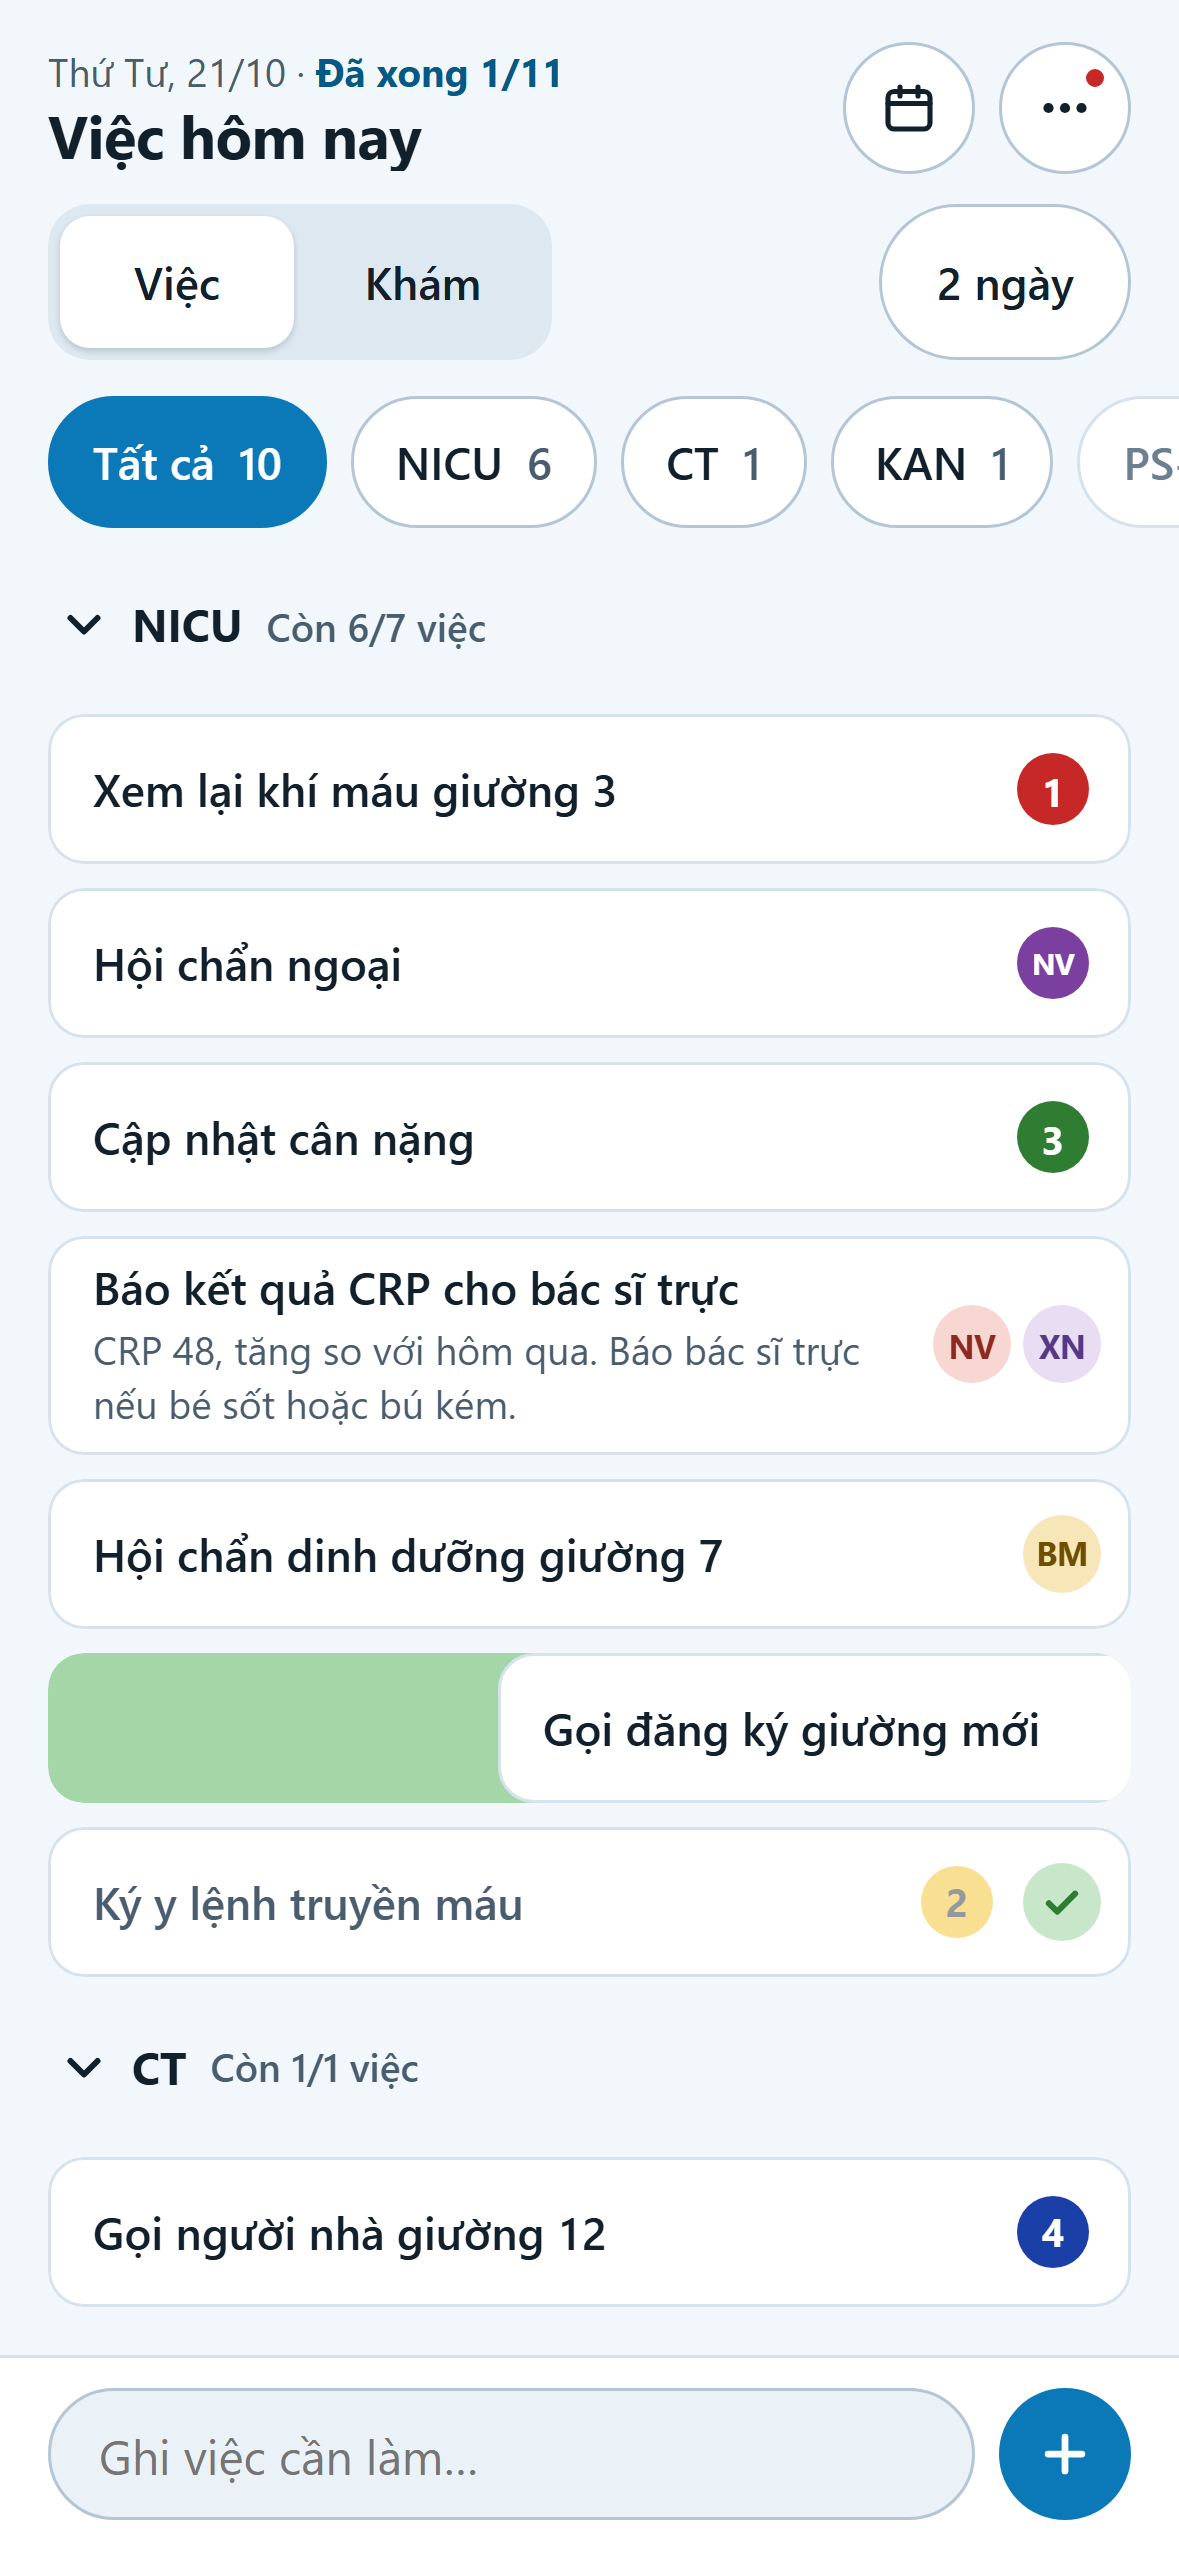 Thứ Tư, 21/10 · Đã xong 1/11
Việc hôm nay
Việc
Khám
2 ngày
Tất cả 10
NICU 6
CT 1
KAN 1
PS-
NICU Còn 6/7 việc
Xem lại khí máu giường 3
1
Hội chẩn ngoại
NV
Cập nhật cân nặng
3
Báo kết quả CRP cho bác sĩ trực
CRP 48, tăng so với hôm qua. Báo bác sĩ trực
nếu bé sốt hoặc bú kém.
NV XN
Hội chẩn dinh dưỡng giường 7
BM
Gọi đăng ký giường mới
Ký y lệnh truyền máu
2
CT Còn 1/1 việc
Gọi người nhà giường 12
4
Ghi việc cần làm...